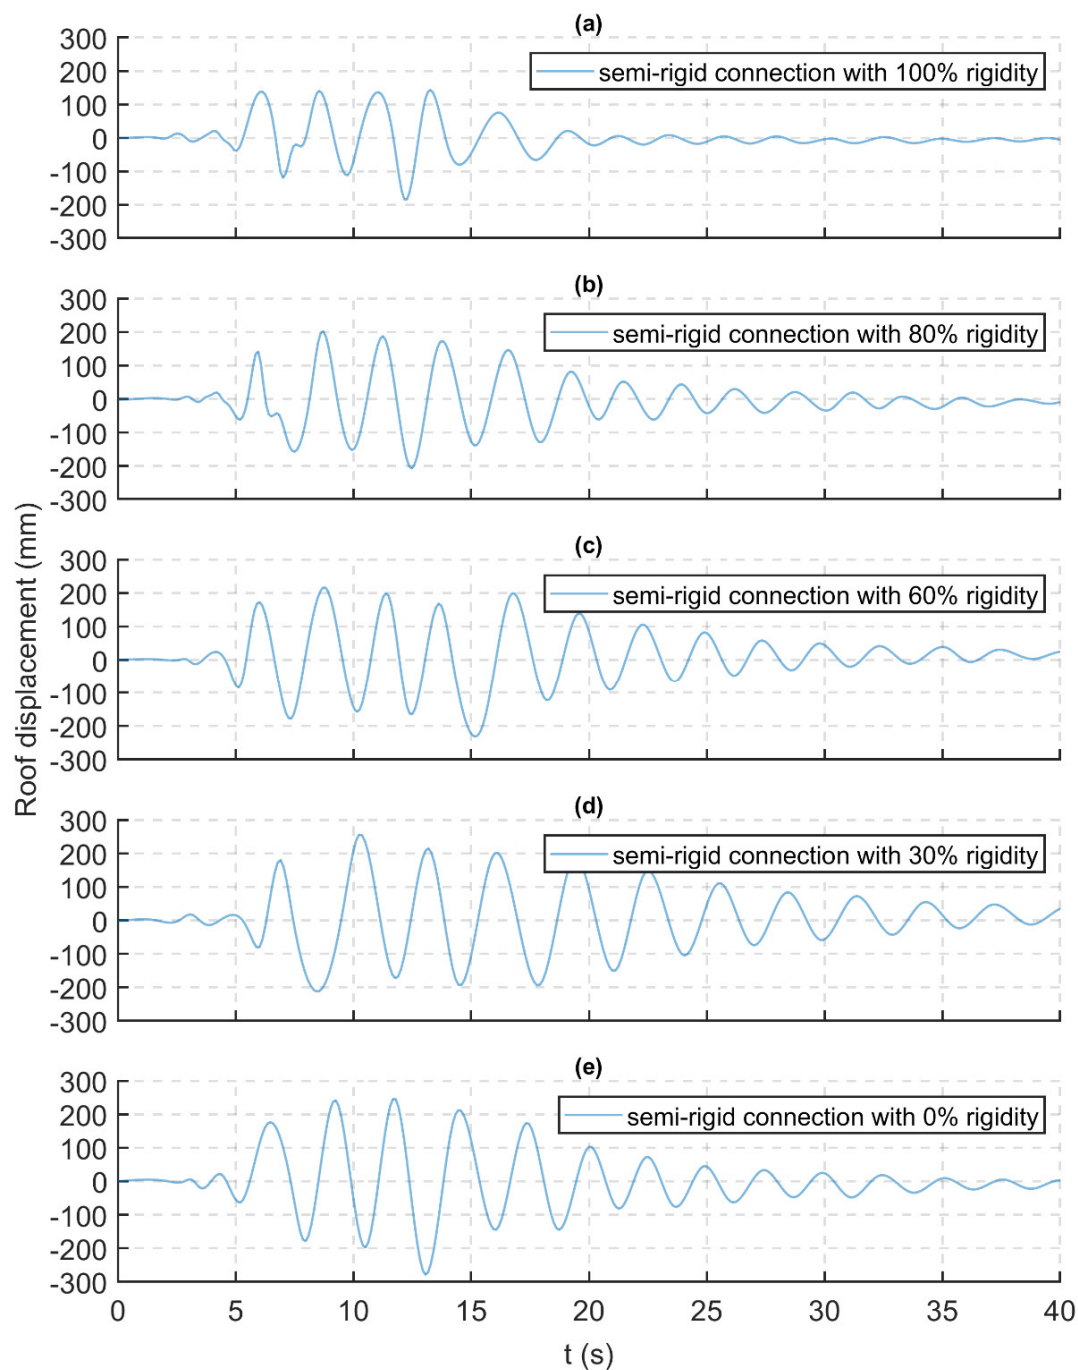 (a)
300
200
100
0
-100
-200
-300
semi-rigid connection with 100% rigidity
(b)
300
200
100
0
-100
-200
-300
semi-rigid connection with 80% rigidity
(c)
300
200
100
0
-100
-200
-300
semi-rigid connection with 60% rigidity
Roof displacement (mm)
(d)
300
200
100
0
-100
-200
-300
semi-rigid connection with 30% rigidity
(e)
300
200
100
0
-100
-200
-300
semi-rigid connection with 0% rigidity
0 5 10 15 20 25 30 35 40
t (s)